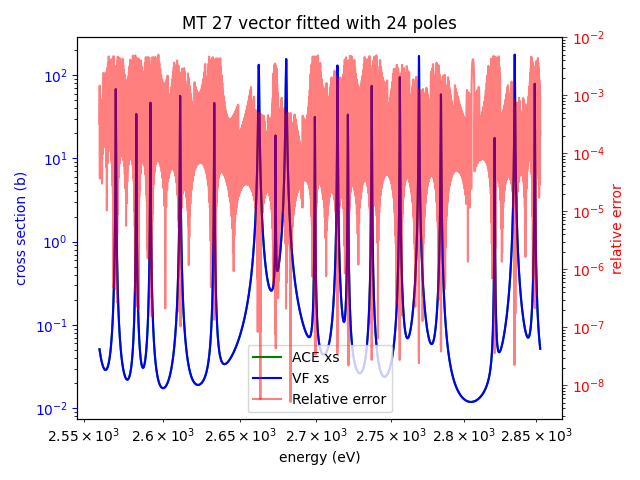 MT 27 vector fitted with 24 poles
cross section (b)
10²
10¹
10⁰
10⁻¹
10⁻²
10⁻²
10⁻³
10⁻⁴
10⁻⁵
10⁻⁶
10⁻⁷
10⁻⁸
relative error
ACE xs
VF xs
Relative error
2.55 × 10³ 2.6 × 10³ 2.65 × 10³ 2.7 × 10³ 2.75 × 10³ 2.8 × 10³ 2.85 × 10³
energy (eV)